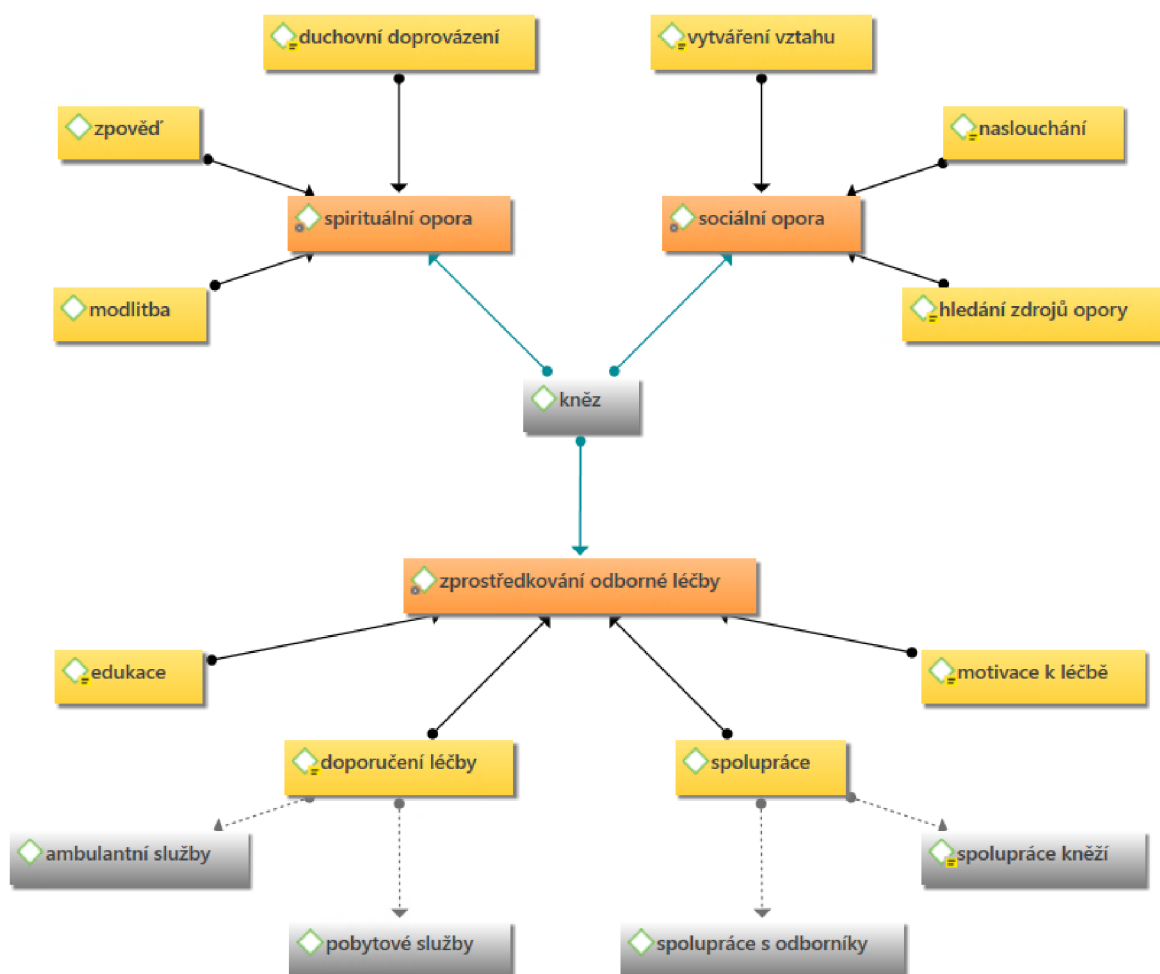 duchovní doprovázení
vytváření vztahu
zpověď
naslouchání
spirituální opora
sociální opora
modlitba
hledání zdrojů opory
kněz
zprostředkování odborné léčby
edukace
motivace k léčbě
doporučení léčby
spolupráce
ambulantní služby
spolupráce kněží
pobytové služby
spolupráce s odborníky